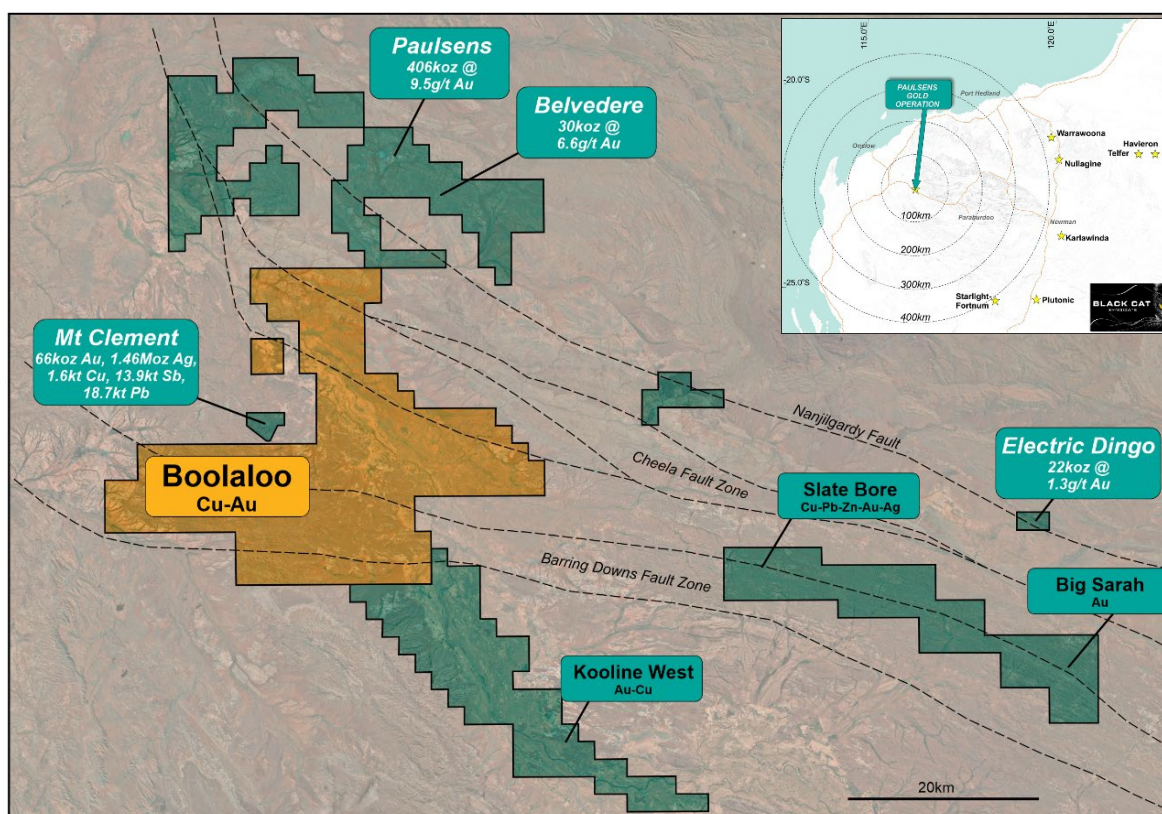 Paulsens
406koz @
9.5g/t Au
Belvedere
30koz @
6.6g/t Au
115.0°E
120.0°E
-20.0°S
-25.0°S
PAULSENS
GOLD
OPERATION
Port Hedland
Onslow
Paraburdoo
Newman
Warrawoona
Nullagine
Havieron
Telfer
Karlawinda
Plutonic
Starlight-
Fortnum
100km
200km
300km
400km
BLACK CAT
SYNDICATE
Mt Clement
66koz Au, 1.46Moz Ag,
1.6kt Cu, 13.9kt Sb,
18.7kt Pb
Boolaloo
Cu-Au
Nanjilgardy Fault
Cheela Fault Zone
Barring Downs Fault Zone
Electric Dingo
22koz @
1.3g/t Au
Slate Bore
Cu-Pb-Zn-Au-Ag
Big Sarah
Au
Kooline West
Au-Cu
20km